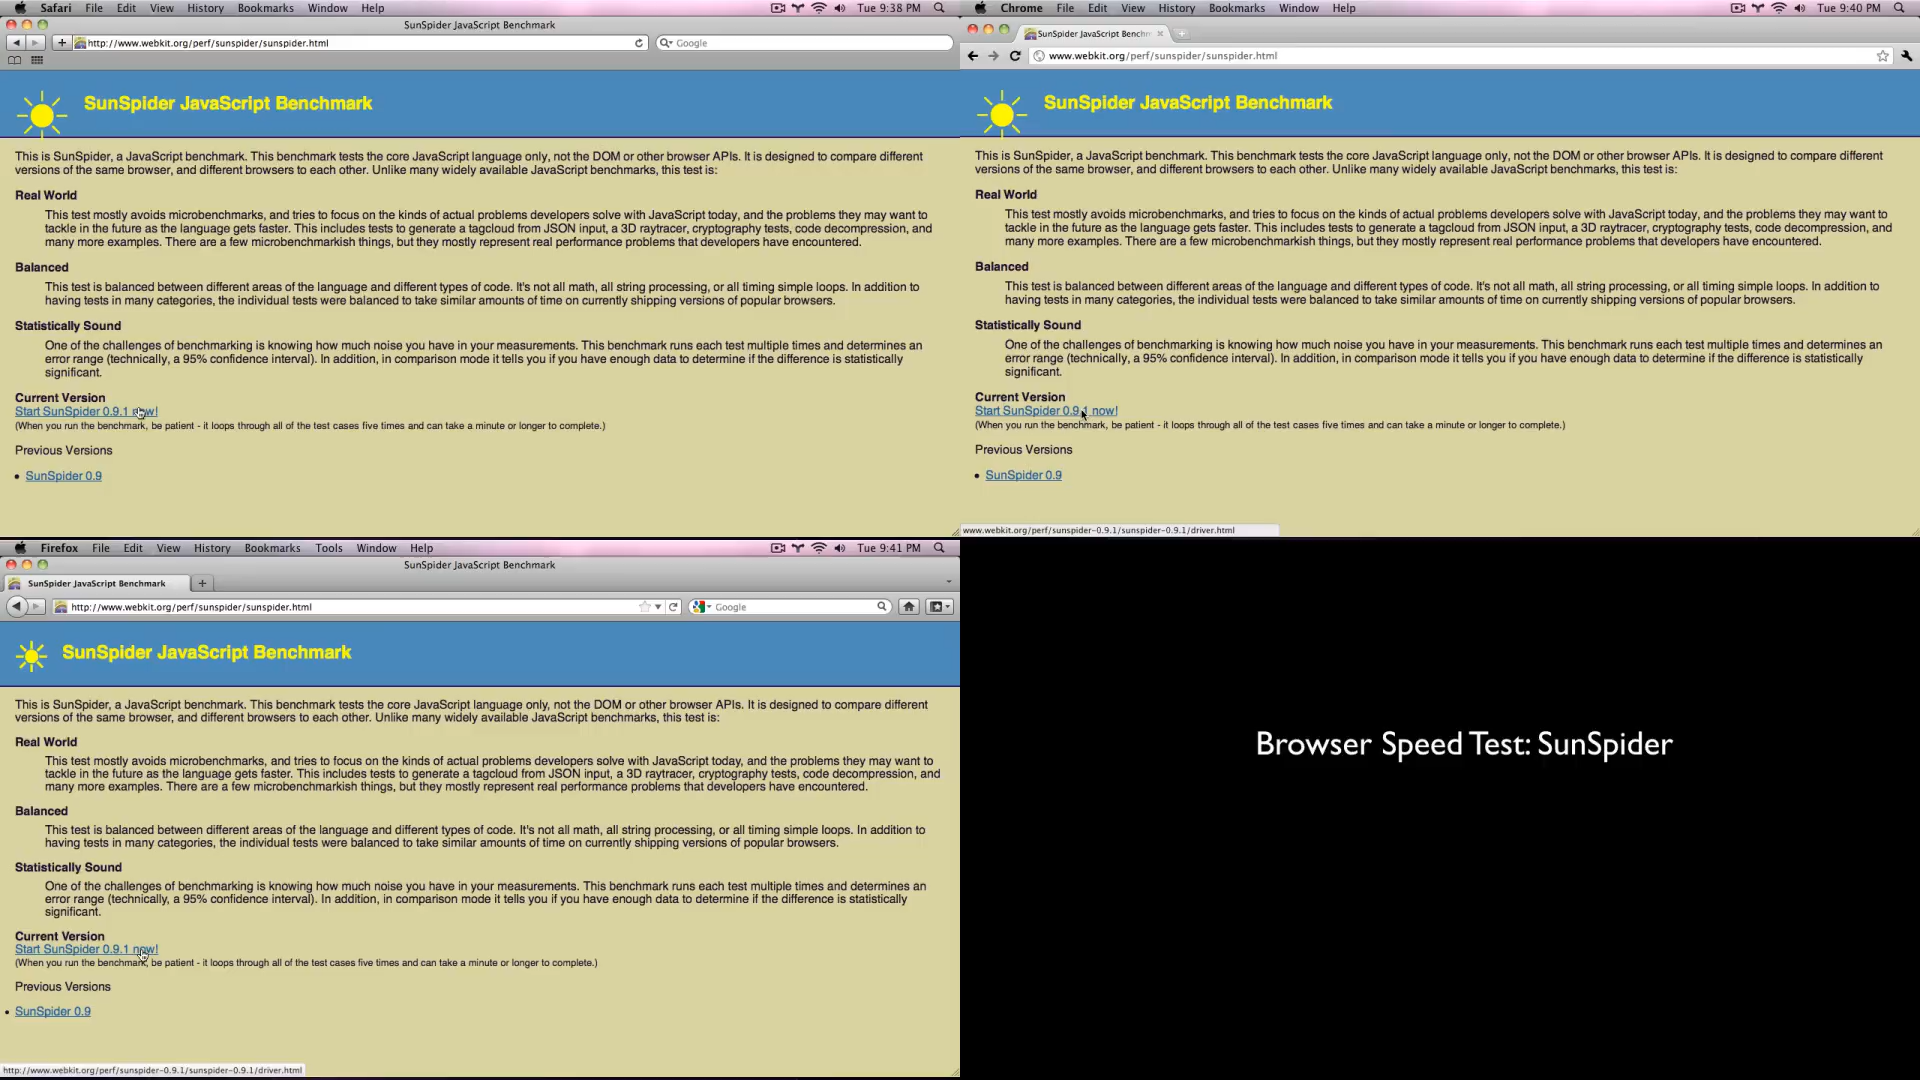 Safari File Edit View History Bookmarks Window Help Tue 9:38 PM
SunSpider JavaScript Benchmark
http://www.webkit.org/perf/sunspider/sunspider.html Google
SunSpider JavaScript Benchmark
This is SunSpider, a JavaScript benchmark. This benchmark tests the core JavaScript language only, not the DOM or other browser APIs. It is designed to compare different
versions of the same browser, and different browsers to each other. Unlike many widely available JavaScript benchmarks, this test is:
Real World
This test mostly avoids microbenchmarks, and tries to focus on the kinds of actual problems developers solve with JavaScript today, and the problems they may want to
tackle in the future as the language gets faster. This includes tests to generate a tagcloud from JSON input, a 3D raytracer, cryptography tests, code decompression, and
many more examples. There are a few microbenchmarkish things, but they mostly represent real performance problems that developers have encountered.
Balanced
This test is balanced between different areas of the language and different types of code. It's not all math, all string processing, or all timing simple loops. In addition to
having tests in many categories, the individual tests were balanced to take similar amounts of time on currently shipping versions of popular browsers.
Statistically Sound
One of the challenges of benchmarking is knowing how much noise you have in your measurements. This benchmark runs each test multiple times and determines an
error range (technically, a 95% confidence interval). In addition, in comparison mode it tells you if you have enough data to determine if the difference is statistically
significant.
Current Version
Start SunSpider 0.9.1 now!
(When you run the benchmark, be patient - it loops through all of the test cases five times and can take a minute or longer to complete.)
Previous Versions
• SunSpider 0.9
Chrome File Edit View History Bookmarks Window Help Tue 9:40 PM
SunSpider JavaScript Benchm
www.webkit.org/perf/sunspider/sunspider.html
SunSpider JavaScript Benchmark
This is SunSpider, a JavaScript benchmark. This benchmark tests the core JavaScript language only, not the DOM or other browser APIs. It is designed to compare different
versions of the same browser, and different browsers to each other. Unlike many widely available JavaScript benchmarks, this test is:
Real World
This test mostly avoids microbenchmarks, and tries to focus on the kinds of actual problems developers solve with JavaScript today, and the problems they may want to
tackle in the future as the language gets faster. This includes tests to generate a tagcloud from JSON input, a 3D raytracer, cryptography tests, code decompression, and
many more examples. There are a few microbenchmarkish things, but they mostly represent real performance problems that developers have encountered.
Balanced
This test is balanced between different areas of the language and different types of code. It's not all math, all string processing, or all timing simple loops. In addition to
having tests in many categories, the individual tests were balanced to take similar amounts of time on currently shipping versions of popular browsers.
Statistically Sound
One of the challenges of benchmarking is knowing how much noise you have in your measurements. This benchmark runs each test multiple times and determines an
error range (technically, a 95% confidence interval). In addition, in comparison mode it tells you if you have enough data to determine if the difference is statistically
significant.
Current Version
Start SunSpider 0.9.1 now!
(When you run the benchmark, be patient - it loops through all of the test cases five times and can take a minute or longer to complete.)
Previous Versions
• SunSpider 0.9
www.webkit.org/perf/sunspider-0.9.1/sunspider-0.9.1/driver.html
Firefox File Edit View History Bookmarks Tools Window Help Tue 9:41 PM
SunSpider JavaScript Benchmark
SunSpider JavaScript Benchmark
http://www.webkit.org/perf/sunspider/sunspider.html Google
SunSpider JavaScript Benchmark
This is SunSpider, a JavaScript benchmark. This benchmark tests the core JavaScript language only, not the DOM or other browser APIs. It is designed to compare different
versions of the same browser, and different browsers to each other. Unlike many widely available JavaScript benchmarks, this test is:
Real World
This test mostly avoids microbenchmarks, and tries to focus on the kinds of actual problems developers solve with JavaScript today, and the problems they may want to
tackle in the future as the language gets faster. This includes tests to generate a tagcloud from JSON input, a 3D raytracer, cryptography tests, code decompression, and
many more examples. There are a few microbenchmarkish things, but they mostly represent real performance problems that developers have encountered.
Balanced
This test is balanced between different areas of the language and different types of code. It's not all math, all string processing, or all timing simple loops. In addition to
having tests in many categories, the individual tests were balanced to take similar amounts of time on currently shipping versions of popular browsers.
Statistically Sound
One of the challenges of benchmarking is knowing how much noise you have in your measurements. This benchmark runs each test multiple times and determines an
error range (technically, a 95% confidence interval). In addition, in comparison mode it tells you if you have enough data to determine if the difference is statistically
significant.
Current Version
Start SunSpider 0.9.1 now!
(When you run the benchmark, be patient - it loops through all of the test cases five times and can take a minute or longer to complete.)
Previous Versions
• SunSpider 0.9
http://www.webkit.org/perf/sunspider-0.9.1/sunspider-0.9.1/driver.html
Browser Speed Test: SunSpider